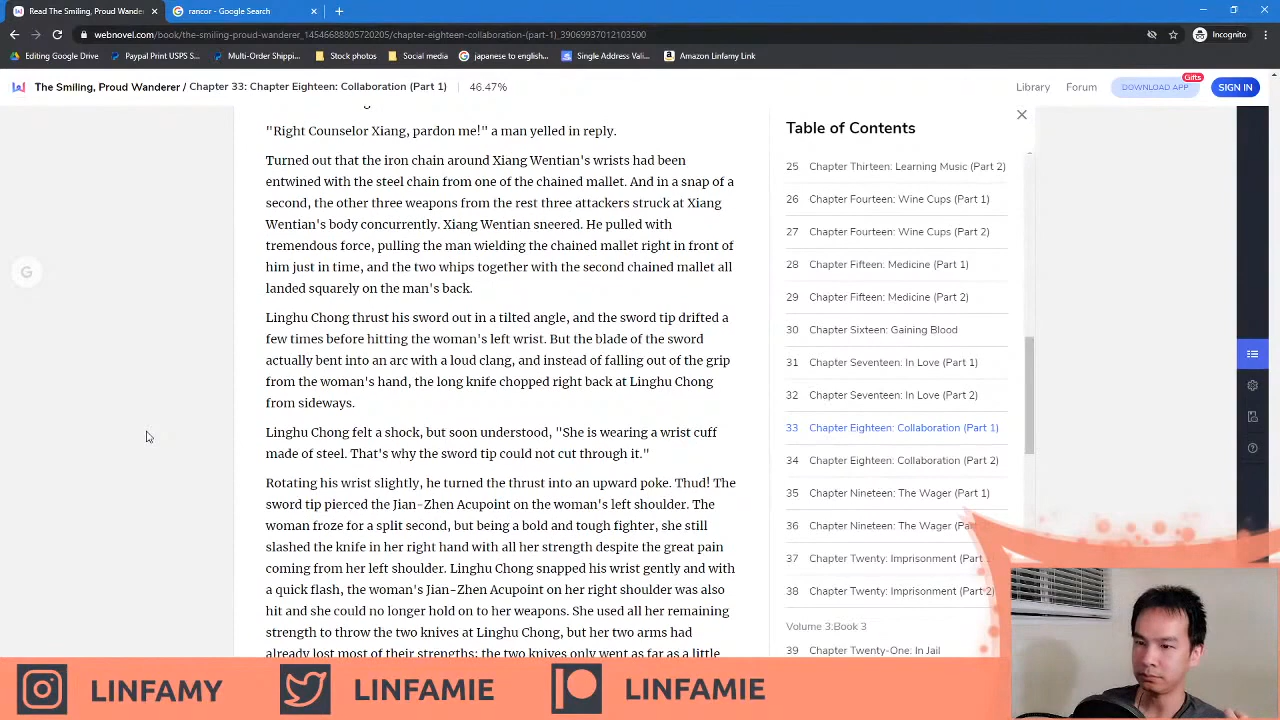 Read The Smiling, Proud Wande
rancor - Google Search
webnovel.com/book/the-smiling-proud-wanderer_14546688805720205/chapter-eighteen-collaboration-(part-1)_39069937012103500
Incognito
Editing Google Drive
Paypal Print USPS S...
Multi-Order Shippi...
Stock photos
Social media
japanese to english...
Single Address Vali...
Amazon Linfamy Link
The Smiling, Proud Wanderer / Chapter 33: Chapter Eighteen: Collaboration (Part 1)
46.47%
Library
Forum
DOWNLOAD APP
Gifts
SIGN IN
"Right Counselor Xiang, pardon me!" a man yelled in reply.
Turned out that the iron chain around Xiang Wentian's wrists had been
entwined with the steel chain from one of the chained mallet. And in a snap of a
second, the other three weapons from the rest three attackers struck at Xiang
Wentian's body concurrently. Xiang Wentian sneered. He pulled with
tremendous force, pulling the man wielding the chained mallet right in front of
him just in time, and the two whips together with the second chained mallet all
landed squarely on the man's back.
Linghu Chong thrust his sword out in a tilted angle, and the sword tip drifted a
few times before hitting the woman's left wrist. But the blade of the sword
actually bent into an arc with a loud clang, and instead of falling out of the grip
from the woman's hand, the long knife chopped right back at Linghu Chong
from sideways.
Linghu Chong felt a shock, but soon understood, "She is wearing a wrist cuff
made of steel. That's why the sword tip could not cut through it."
Rotating his wrist slightly, he turned the thrust into an upward poke. Thud! The
sword tip pierced the Jian-Zhen Acupoint on the woman's left shoulder. The
woman froze for a split second, but being a bold and tough fighter, she still
slashed the knife in her right hand with all her strength despite the great pain
coming from her left shoulder. Linghu Chong snapped his wrist gently and with
a quick flash, the woman's Jian-Zhen Acupoint on her right shoulder was also
hit and she could no longer hold on to her weapons. She used all her remaining
strength to throw the two knives at Linghu Chong, but her two arms had
already lost most of their strengths; the two knives only went as far as a little
Table of Contents
25 Chapter Thirteen: Learning Music (Part 2)
26 Chapter Fourteen: Wine Cups (Part 1)
27 Chapter Fourteen: Wine Cups (Part 2)
28 Chapter Fifteen: Medicine (Part 1)
29 Chapter Fifteen: Medicine (Part 2)
30 Chapter Sixteen: Gaining Blood
31 Chapter Seventeen: In Love (Part 1)
32 Chapter Seventeen: In Love (Part 2)
33 Chapter Eighteen: Collaboration (Part 1)
34 Chapter Eighteen: Collaboration (Part 2)
35 Chapter Nineteen: The Wager (Part 1)
36 Chapter Nineteen: The Wager (Pa
37 Chapter Twenty: Imprisonment (Part
38 Chapter Twenty: Imprisonment (Part 2)
Volume 3:Book 3
39 Chapter Twenty-One: In Jail
LINFAMY
LINFAMIE
LINFAMIE